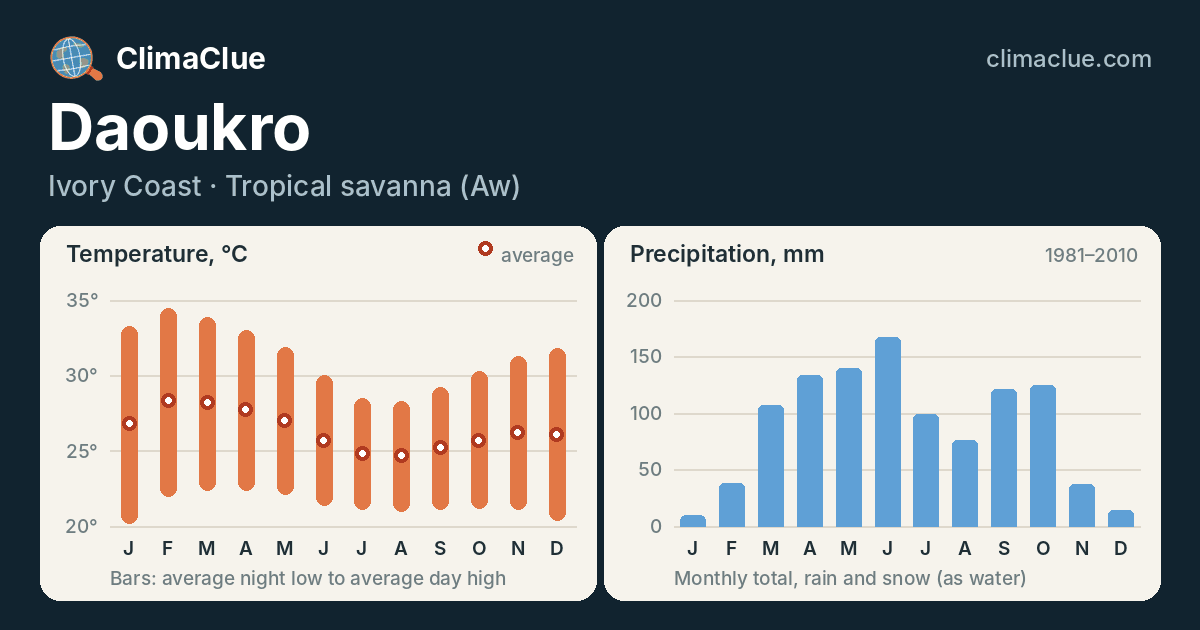 ClimaClue
climaclue.com
Daoukro
Ivory Coast · Tropical savanna (Aw)
Temperature, °C
average
35°
30°
25°
20°
J F M A M J J A S O N D
Bars: average night low to average day high
Precipitation, mm
1981–2010
200
150
100
50
0
J F M A M J J A S O N D
Monthly total, rain and snow (as water)